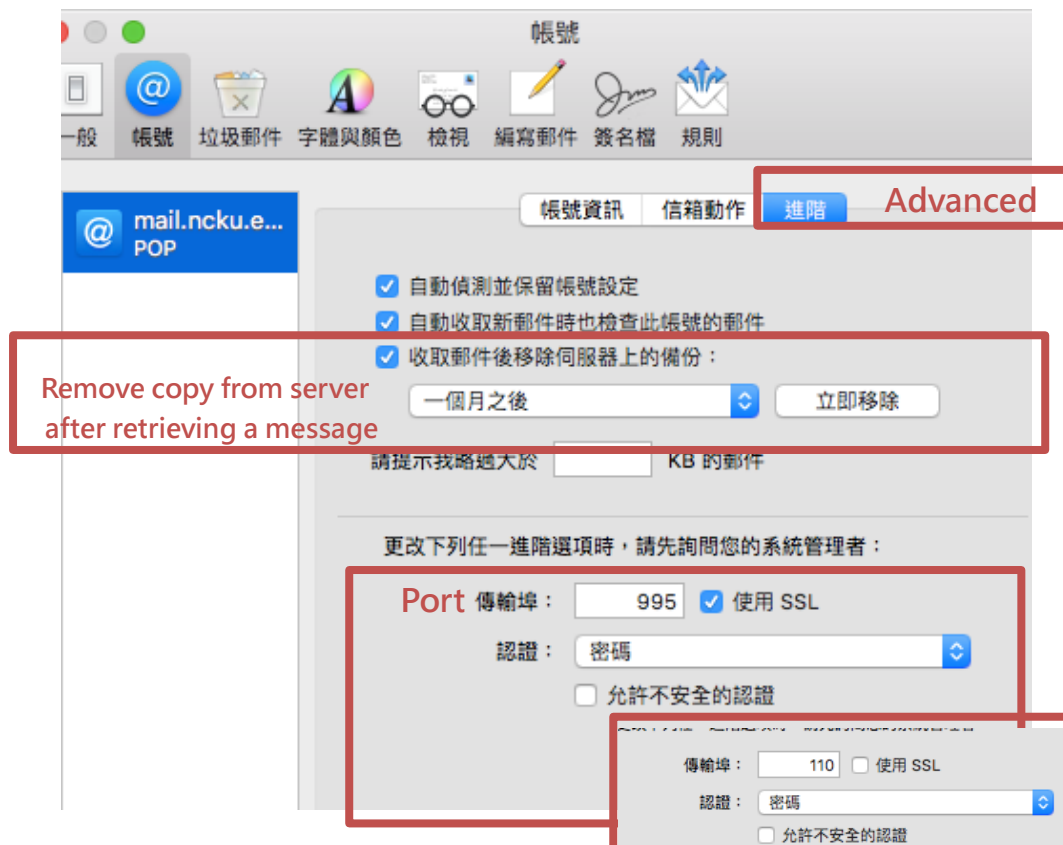 帳號
一般 帳號 垃圾郵件 字體與顏色 檢視 編寫郵件 簽名檔 規則
帳號資訊 信箱動作 進階 Advanced
@ mail.ncku.e...
POP
自動偵測並保留帳號設定
自動收取新郵件時也檢查此帳號的郵件
收取郵件後移除伺服器上的備份：
Remove copy from server
after retrieving a message
一個月之後 立即移除
請提示我略過大於 KB 的郵件
更改下列任一進階選項時，請先詢問您的系統管理者：
Port 傳輸埠： 995 使用 SSL
認證： 密碼
允許不安全的認證
傳輸埠： 110 使用 SSL
認證： 密碼
允許不安全的認證